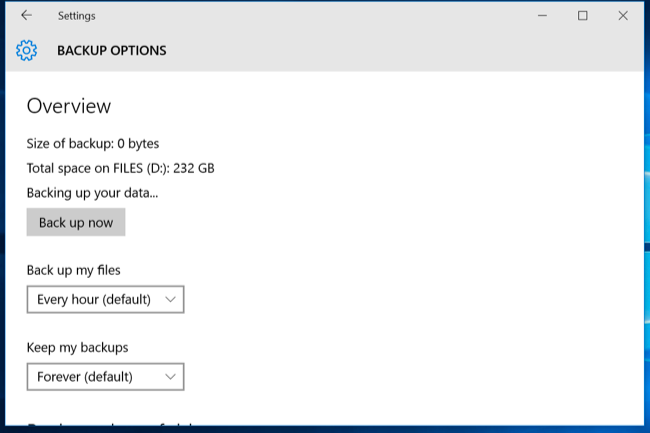 Settings
BACKUP OPTIONS
Overview
Size of backup: 0 bytes
Total space on FILES (D:): 232 GB
Backing up your data...
Back up now
Back up my files
Every hour (default)
Keep my backups
Forever (default)